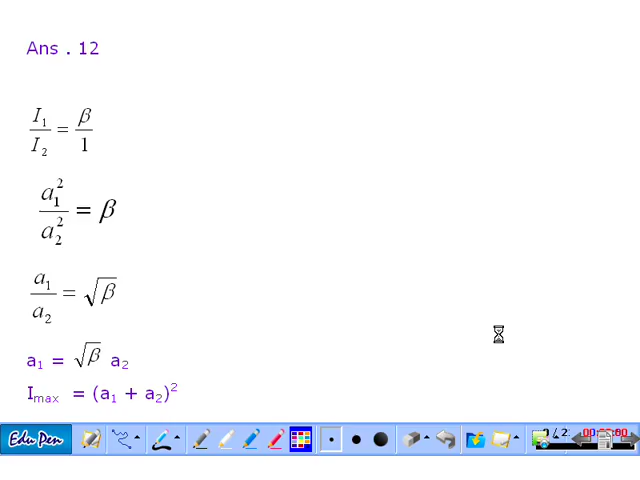 Ans . 12
I₁/I₂ = β/1
a₁²/a₂² = β
a₁/a₂ = √β
a₁ = √β a₂
Iₘₐₓ = (a₁ + a₂)²
Edu Pen